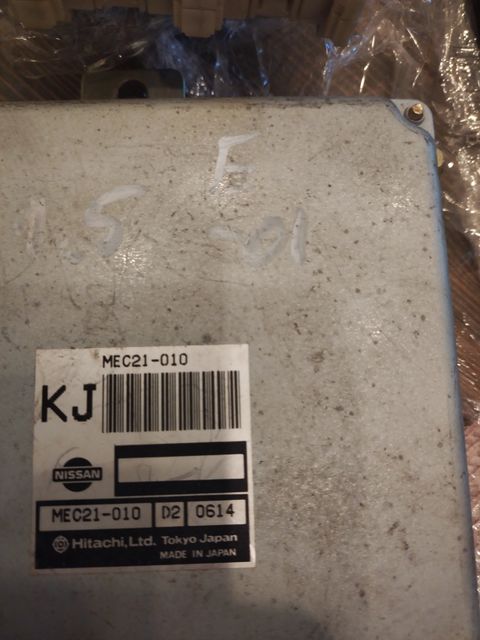 F
1.5 -01
MEC21-010
KJ
NISSAN
MEC21-010 D2 0614
Hitachi, Ltd. Tokyo Japan
MADE IN JAPAN